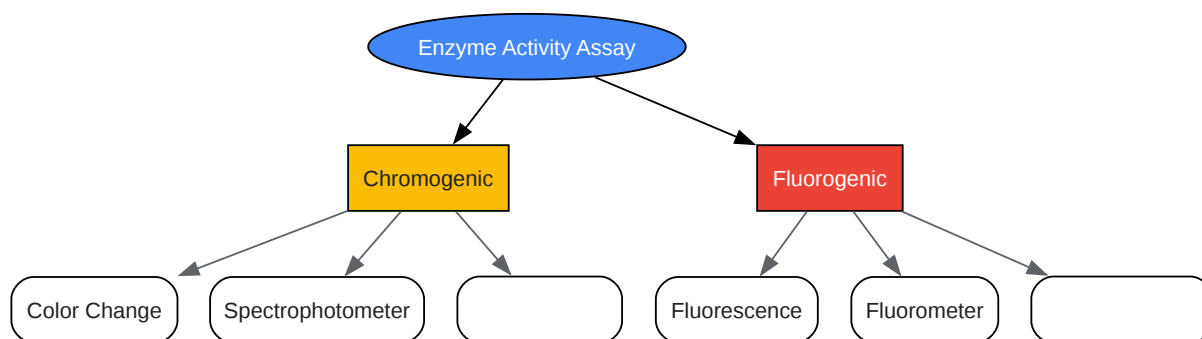 Enzyme Activity Assay
Chromogenic
Fluorogenic
Color Change
Spectrophotometer
Fluorescence
Fluorometer